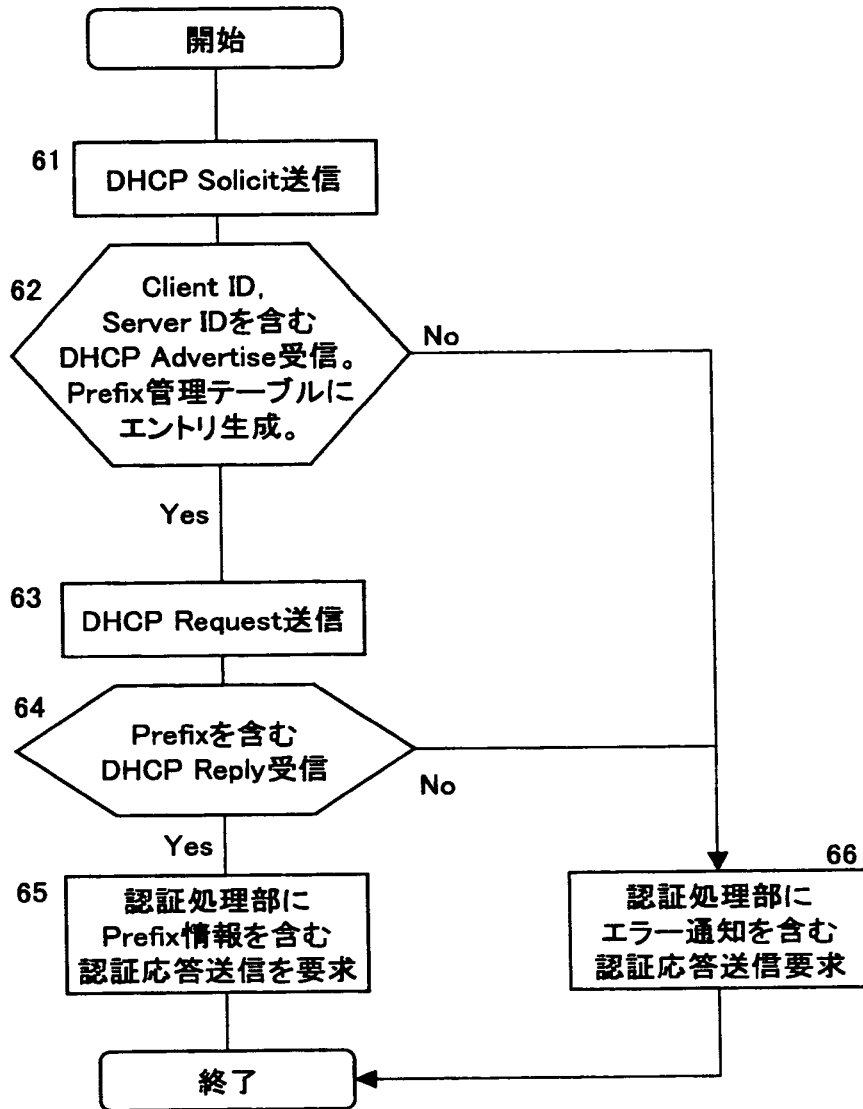 開始
61
DHCP Solicit送信
62
Client ID,
Server IDを含む
DHCP Advertise受信。
Prefix管理テーブルに
エントリ生成。
No
Yes
63
DHCP Request送信
64
Prefixを含む
DHCP Reply受信
No
Yes
65
認証処理部に
Prefix情報を含む
認証応答送信を要求
66
認証処理部に
エラー通知を含む
認証応答送信要求
終了